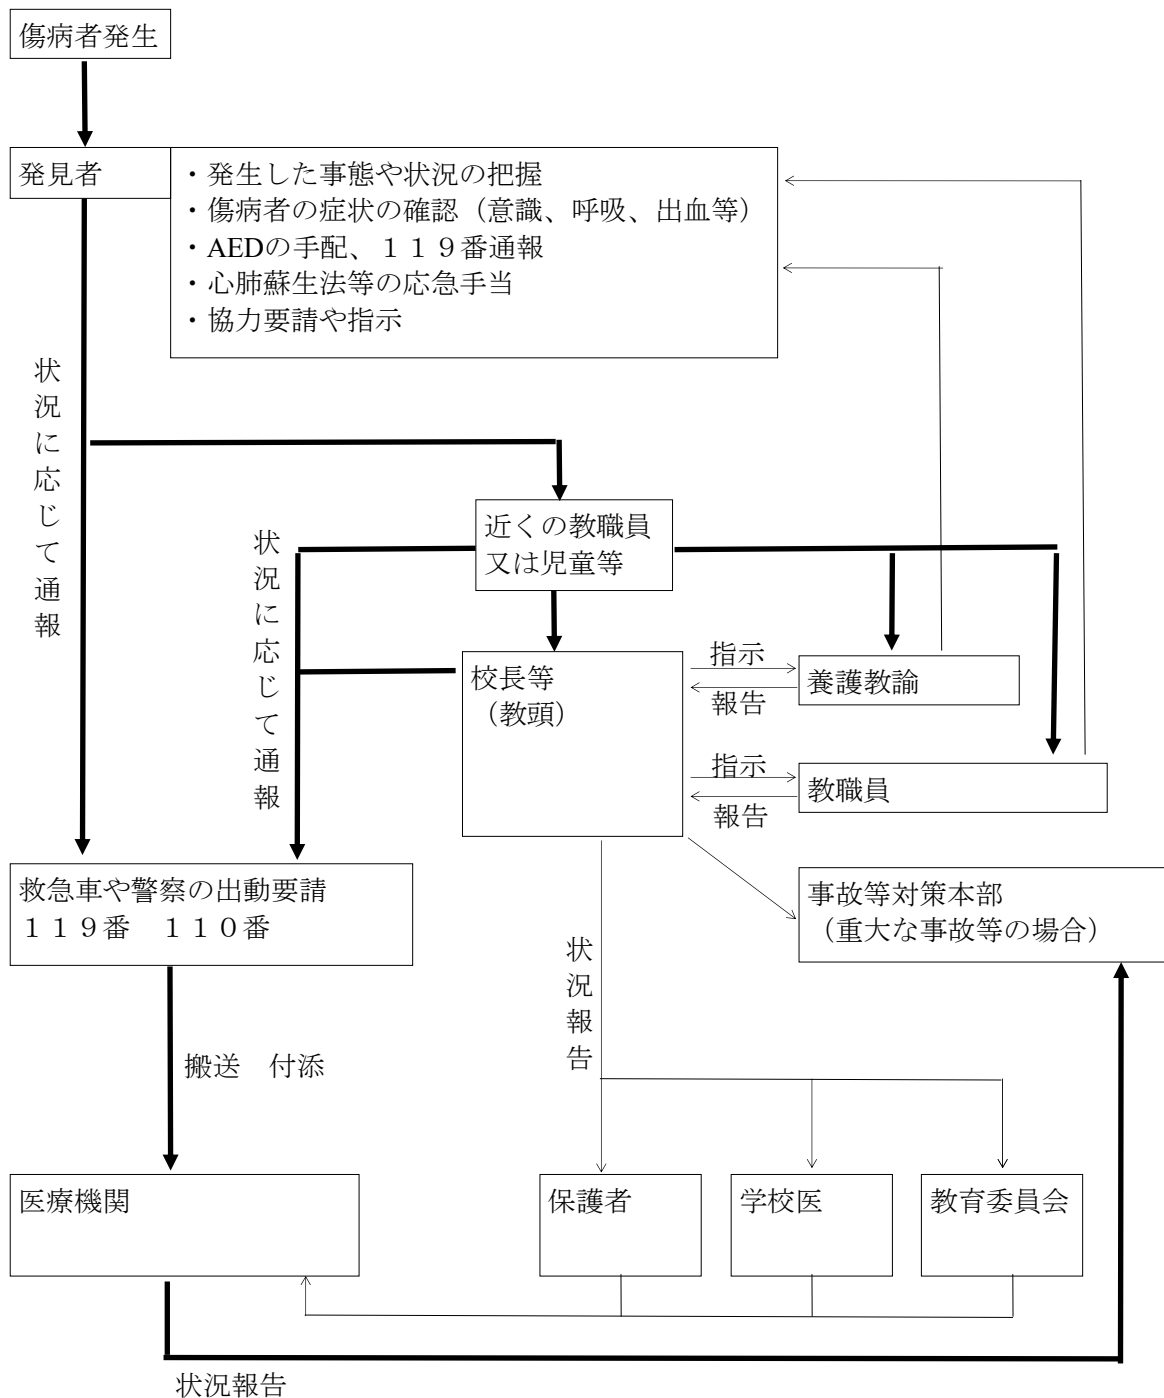 傷病者発生
発見者
・発生した事態や状況の把握
・傷病者の症状の確認（意識、呼吸、出血等）
・AEDの手配、１１９番通報
・心肺蘇生法等の応急手当
・協力要請や指示
状況に応じて通報
近くの教職員
又は児童等
状況に応じて通報
校長等
（教頭）
指示
報告
養護教諭
指示
報告
教職員
救急車や警察の出動要請
１１９番　１１０番
事故等対策本部
（重大な事故等の場合）
状況報告
搬送　付添
医療機関
保護者
学校医
教育委員会
状況報告